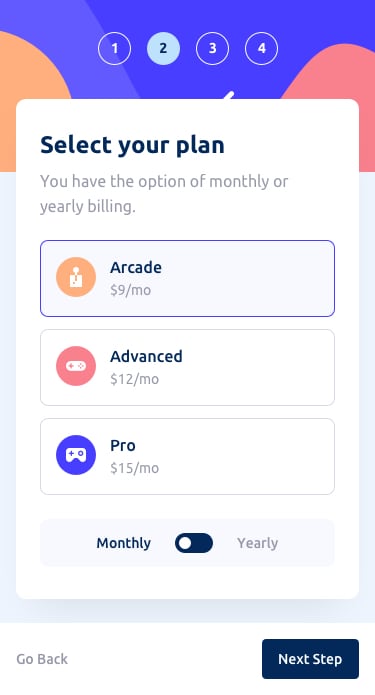 1 2 3 4
Select your plan
You have the option of monthly or
yearly billing.
Arcade
$9/mo
Advanced
$12/mo
Pro
$15/mo
Monthly Yearly
Go Back Next Step